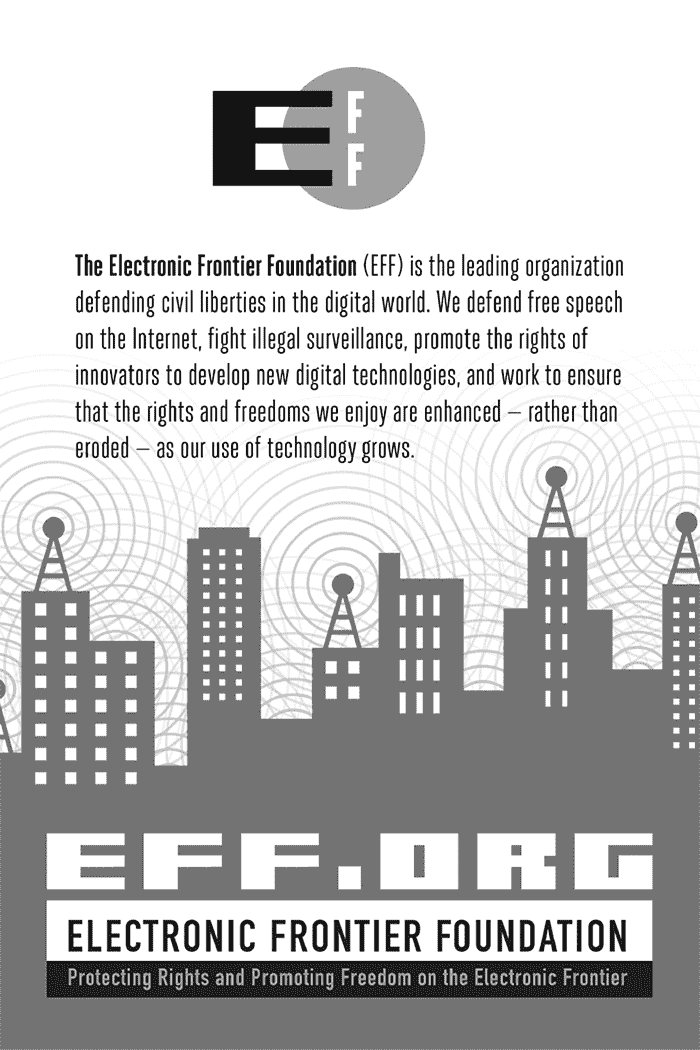 EFF
The Electronic Frontier Foundation (EFF) is the leading organization
defending civil liberties in the digital world. We defend free speech
on the Internet, fight illegal surveillance, promote the rights of
innovators to develop new digital technologies, and work to ensure
that the rights and freedoms we enjoy are enhanced – rather than
eroded – as our use of technology grows.
EFF.ORG
ELECTRONIC FRONTIER FOUNDATION
Protecting Rights and Promoting Freedom on the Electronic Frontier